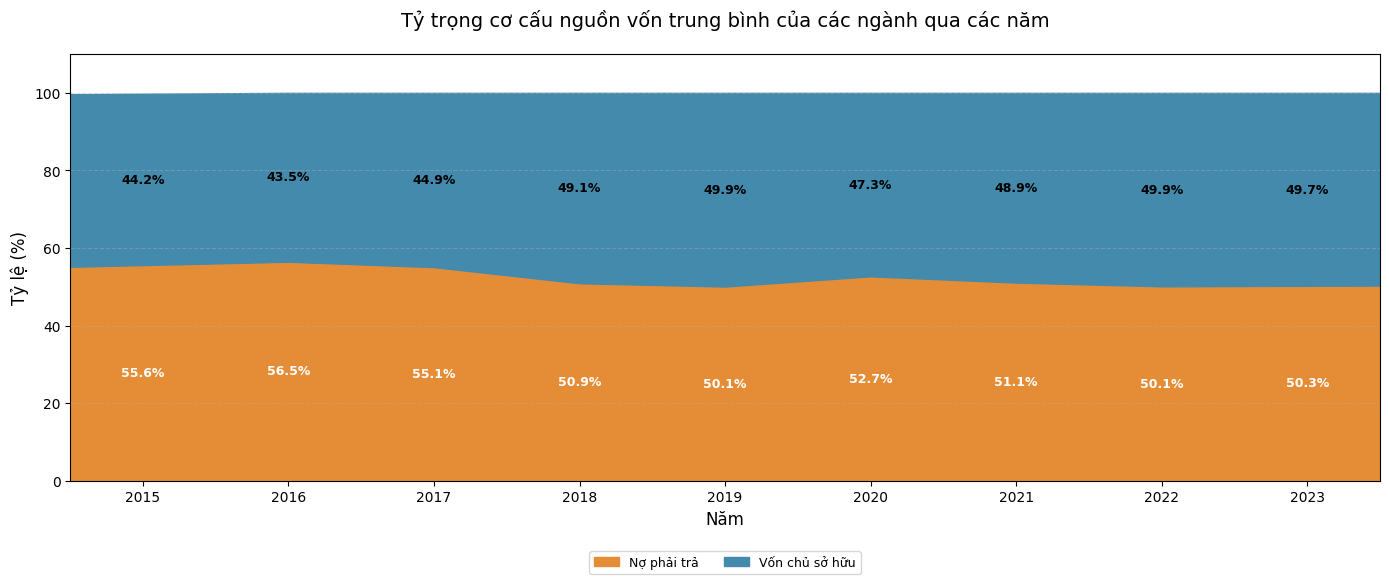 Tỷ trọng cơ cấu nguồn vốn trung bình của các ngành qua các năm
Tỷ lệ (%)
100
80
60
40
20
0
44.2% 43.5% 44.9% 49.1% 49.9% 47.3% 48.9% 49.9% 49.7%
55.6% 56.5% 55.1% 50.9% 50.1% 52.7% 51.1% 50.1% 50.3%
2015 2016 2017 2018 2019 2020 2021 2022 2023
Năm
Nợ phải trả Vốn chủ sở hữu